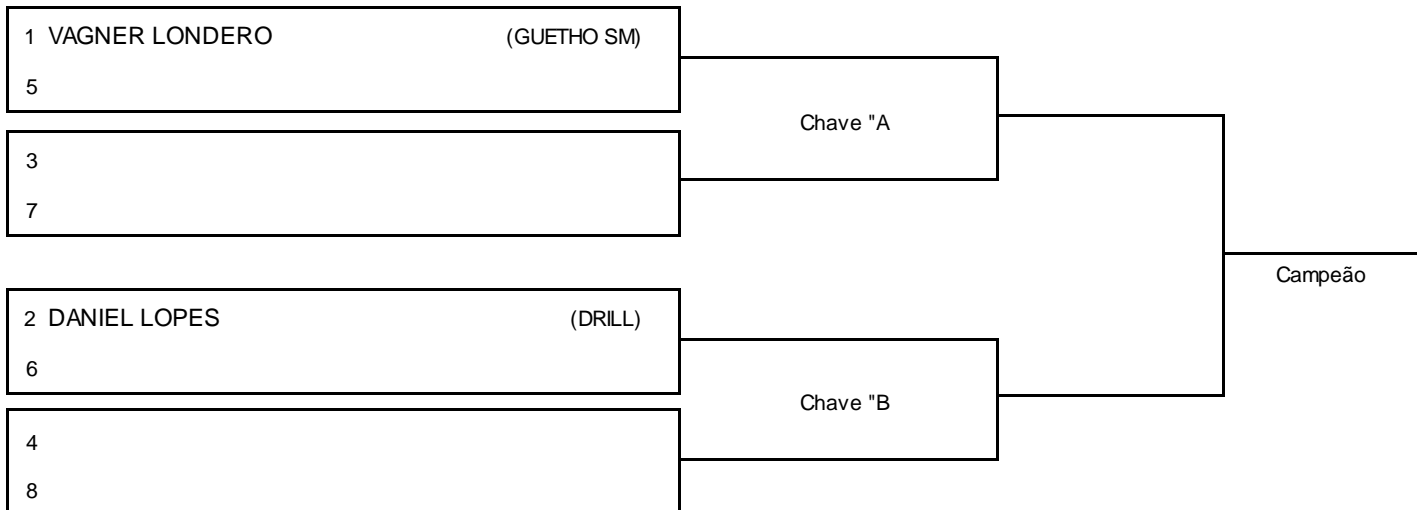 1 VAGNER LONDERO (GUETHO SM)
5
Chave "A
3
7
Campeão
2 DANIEL LOPES (DRILL)
6
Chave "B
4
8